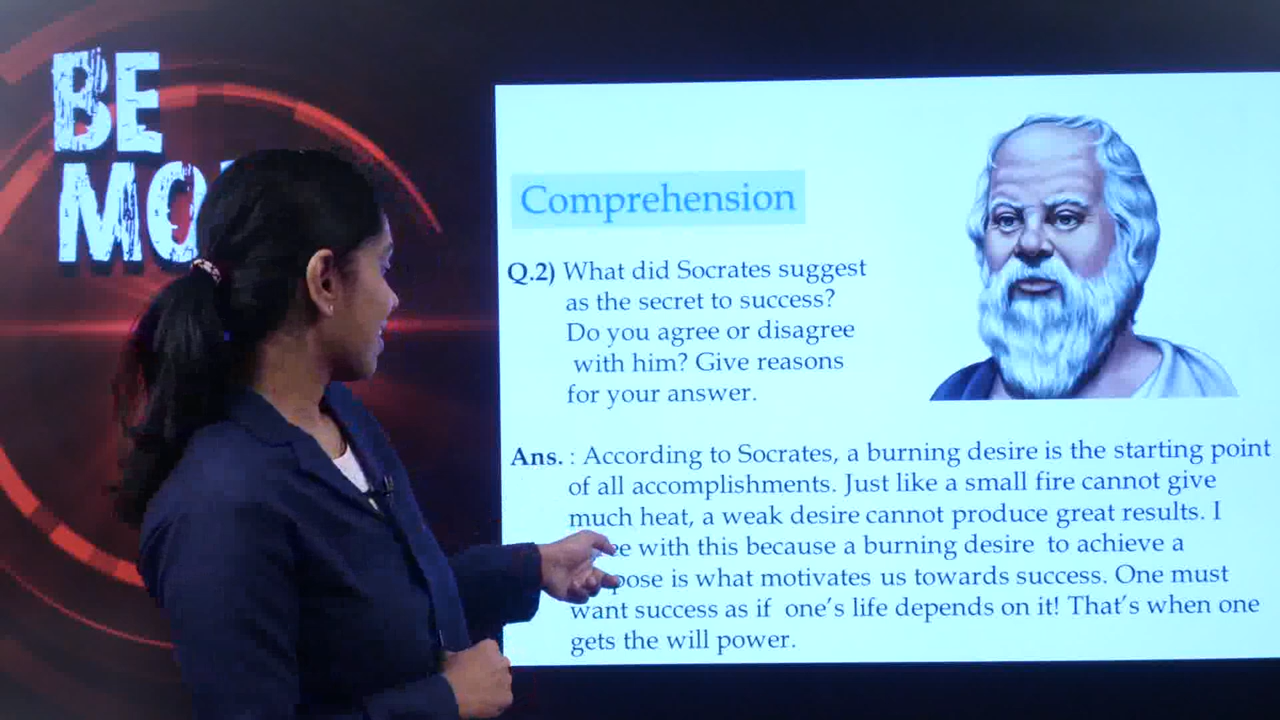 BE
MO
Comprehension
Q.2) What did Socrates suggest
as the secret to success?
Do you agree or disagree
with him? Give reasons
for your answer.
Ans. : According to Socrates, a burning desire is the starting point
of all accomplishments. Just like a small fire cannot give
much heat, a weak desire cannot produce great results. I
with this because a burning desire to achieve a
is what motivates us towards success. One must
want success as if one's life depends on it! That's when one
gets the will power.